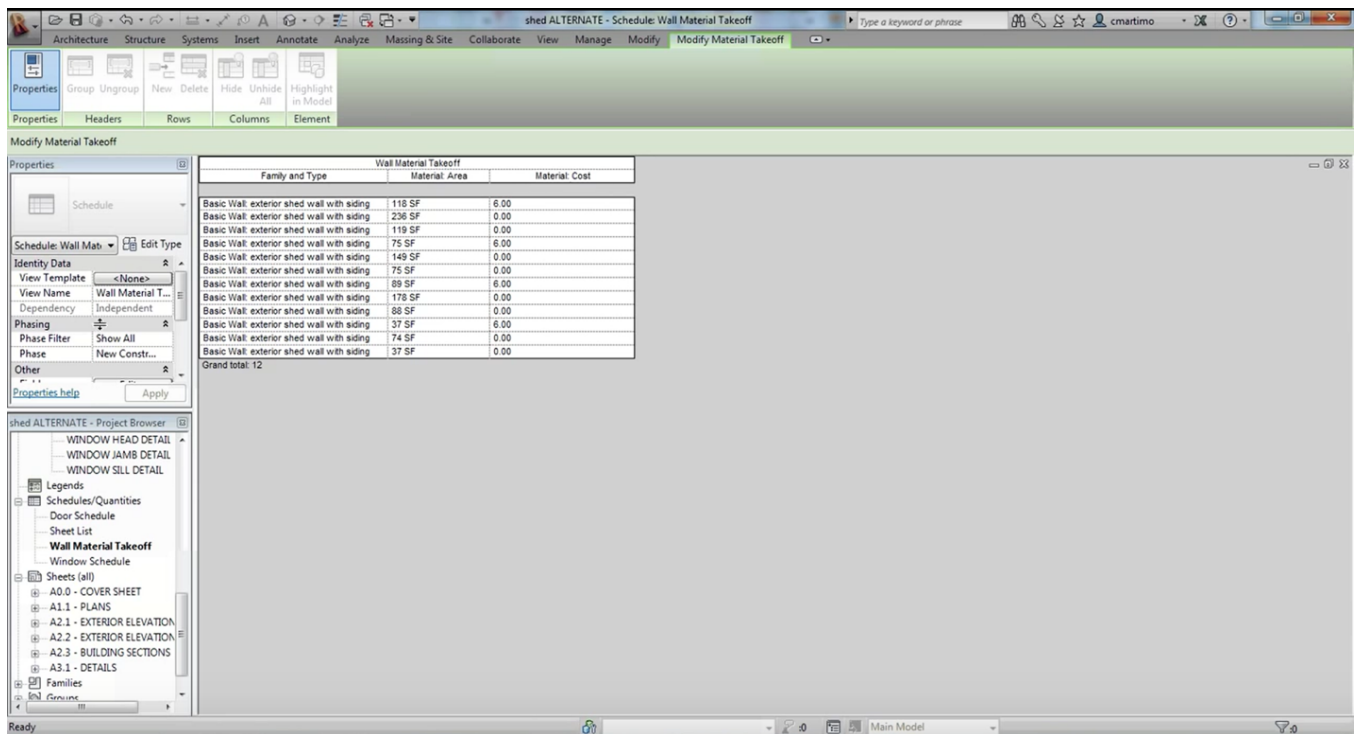 shed ALTERNATE - Schedule: Wall Material Takeoff
Type a keyword or phrase
cmartimo
Architecture Structure Systems Insert Annotate Analyze Massing & Site Collaborate View Manage Modify Modify Material Takeoff
Properties Group Ungroup New Delete Hide Unhide All Highlight in Model
Properties Headers Rows Columns Element
Modify Material Takeoff
Properties
Schedule
Schedule: Wall Mat Edit Type
Identity Data
View Template <None>
View Name Wall Material T...
Dependency Independent
Phasing
Phase Filter Show All
Phase New Constr...
Other
Properties help Apply
Wall Material Takeoff
Family and Type Material: Area Material: Cost
Basic Wall: exterior shed wall with siding 118 SF 6.00
Basic Wall: exterior shed wall with siding 236 SF 0.00
Basic Wall: exterior shed wall with siding 119 SF 0.00
Basic Wall: exterior shed wall with siding 75 SF 6.00
Basic Wall: exterior shed wall with siding 149 SF 0.00
Basic Wall: exterior shed wall with siding 75 SF 0.00
Basic Wall: exterior shed wall with siding 89 SF 6.00
Basic Wall: exterior shed wall with siding 178 SF 0.00
Basic Wall: exterior shed wall with siding 88 SF 0.00
Basic Wall: exterior shed wall with siding 37 SF 6.00
Basic Wall: exterior shed wall with siding 74 SF 0.00
Basic Wall: exterior shed wall with siding 37 SF 0.00
Grand total: 12
shed ALTERNATE - Project Browser
WINDOW HEAD DETAIL
WINDOW JAMB DETAIL
WINDOW SILL DETAIL
Legends
Schedules/Quantities
Door Schedule
Sheet List
Wall Material Takeoff
Window Schedule
Sheets (all)
A0.0 - COVER SHEET
A1.1 - PLANS
A2.1 - EXTERIOR ELEVATION
A2.2 - EXTERIOR ELEVATION
A2.3 - BUILDING SECTIONS
A3.1 - DETAILS
Families
Groups
Ready :0 Main Model :0